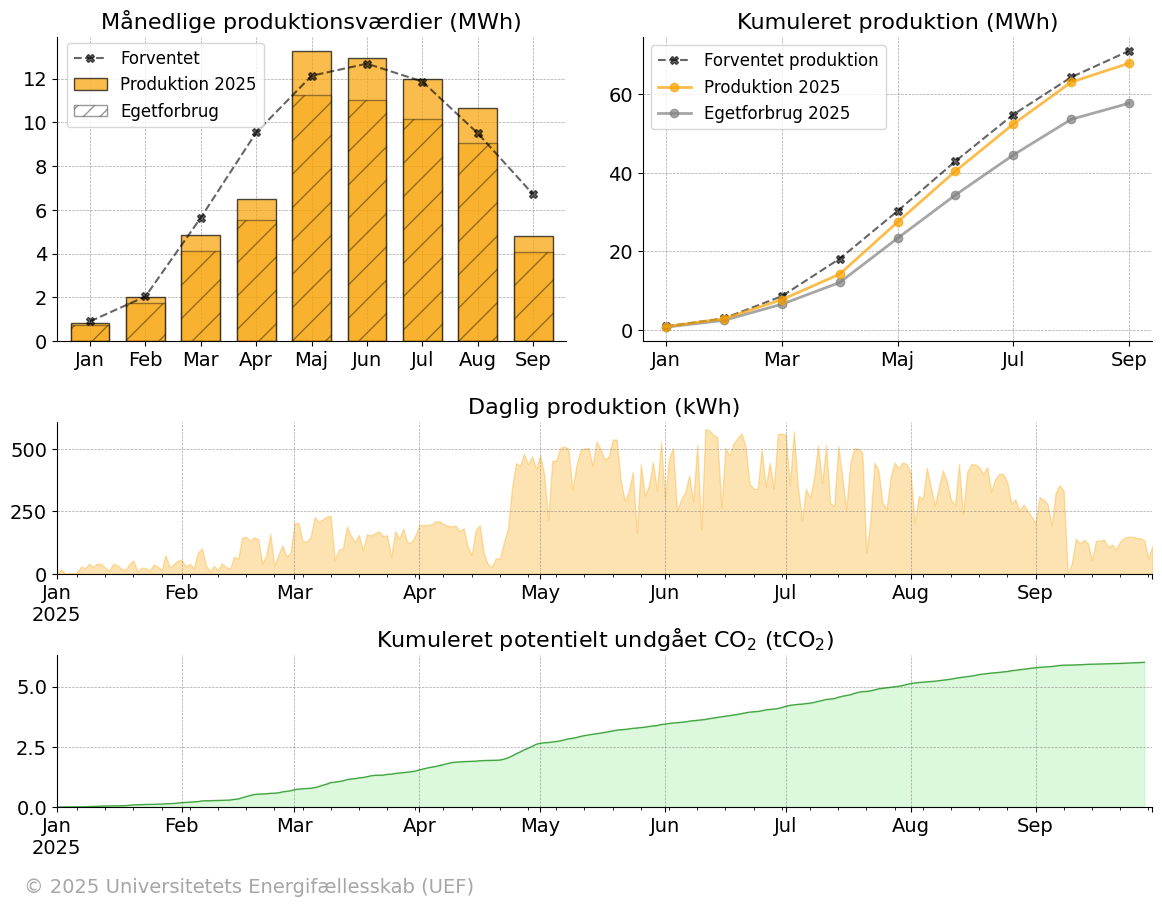 Månedlige produktionsværdier (MWh)
Forventet
Produktion 2025
Egetforbrug
12
10
8
6
4
2
0
Jan Feb Mar Apr Maj Jun Jul Aug Sep
Kumuleret produktion (MWh)
Forventet produktion
Produktion 2025
Egetforbrug 2025
60
40
20
0
Jan Mar Maj Jul Sep
Daglig produktion (kWh)
500
250
0
Jan Feb Mar Apr May Jun Jul Aug Sep
2025
Kumuleret potentielt undgået CO₂ (tCO₂)
5.0
2.5
0.0
Jan Feb Mar Apr May Jun Jul Aug Sep
2025
© 2025 Universitetets Energifællesskab (UEF)